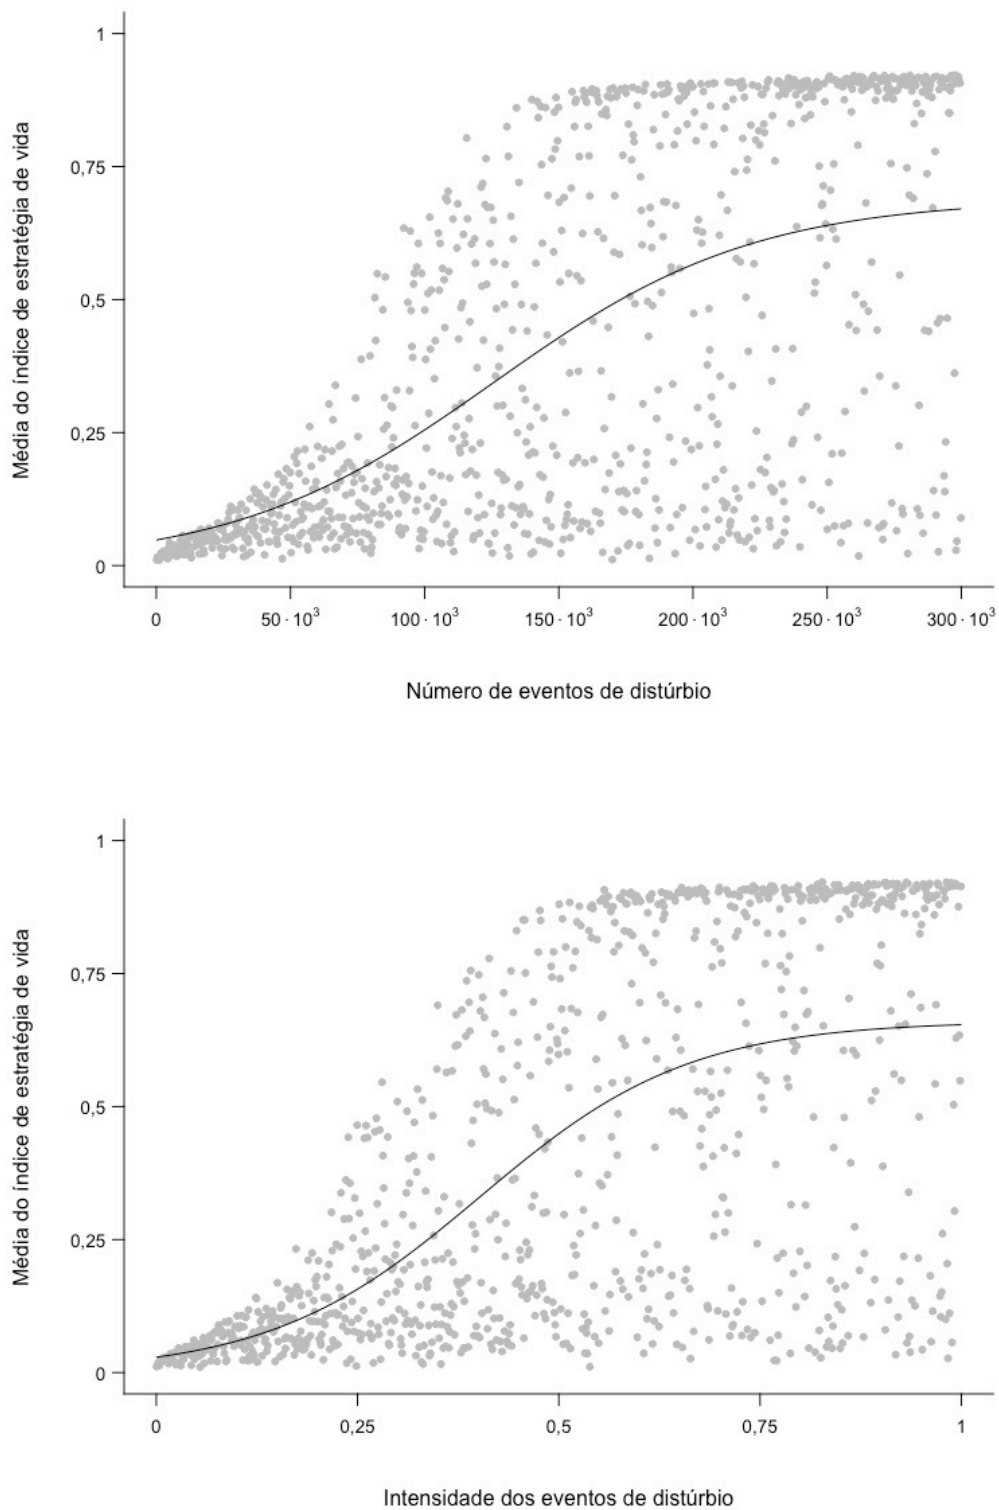 Média do índice de estratégia de vida
1
0,75
0,5
0,25
0
0 50·10³ 100·10³ 150·10³ 200·10³ 250·10³ 300·10³
Número de eventos de distúrbio
Média do índice de estratégia de vida
1
0,75
0,5
0,25
0
0 0,25 0,5 0,75 1
Intensidade dos eventos de distúrbio